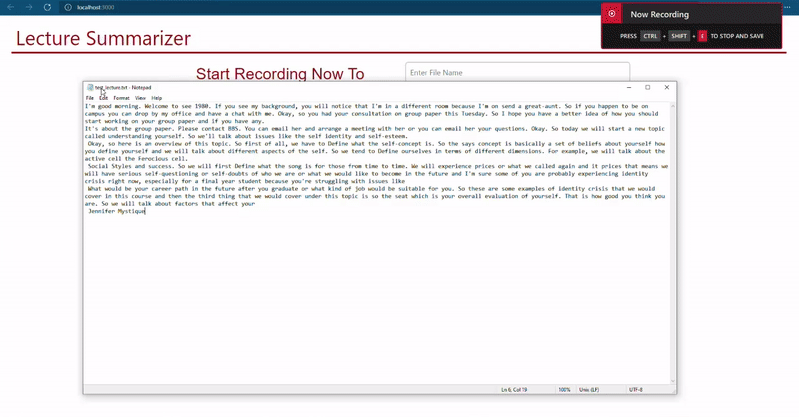 localhost:3000
Now Recording
PRESS CTRL + SHIFT + TO STOP AND SAVE
Lecture Summarizer
Start Recording Now To
Enter File Name
test_lecture.txt - Notepad
File Edit Format View Help
I'm good morning. Welcome to see 1980. If you see my background, you will notice that I'm in a different room because I'm on send a great-aunt. So if you happen to be on
campus you can drop by my office and have a chat with me. Okay, so you had your consultation on group paper this Tuesday. So I hope you have a better idea of how you should
start working on your group paper and if you have any.
It's about the group paper. Please contact BBS. You can email her and arrange a meeting with her or you can email her your questions. Okay. So today we will start a new topic
called understanding yourself. So we'll talk about issues like the self identity and self-esteem.
Okay, so here is an overview of this topic. So first of all, we have to Define what the self-concept is. So the says concept is basically a set of beliefs about yourself how
you define yourself and we will talk about different aspects of the self. So we tend to Define ourselves in terms of different dimensions. For example, we will talk about the
active cell the Ferocious cell.
Social Styles and success. So we will first Define what the song is for those from time to time. We will experience prices or what we called again and it prices that means we
will have serious self-questioning or self-doubts of who we are or what we would like to become in the future and I'm sure some of you are probably experiencing identity
crisis right now, especially for a final year student because you're struggling with issues like
What would be your career path in the future after you graduate or what kind of job would be suitable for you. So these are some examples of identity crisis that we would
cover in this course and then the third thing that we would cover under this topic is so the seat which is your overall evaluation of yourself. That is how good you think you
are. So we will talk about factors that affect your
Jennifer Mystique
Ln 6, Col 19
100%
Unix (LF)
UTF-8